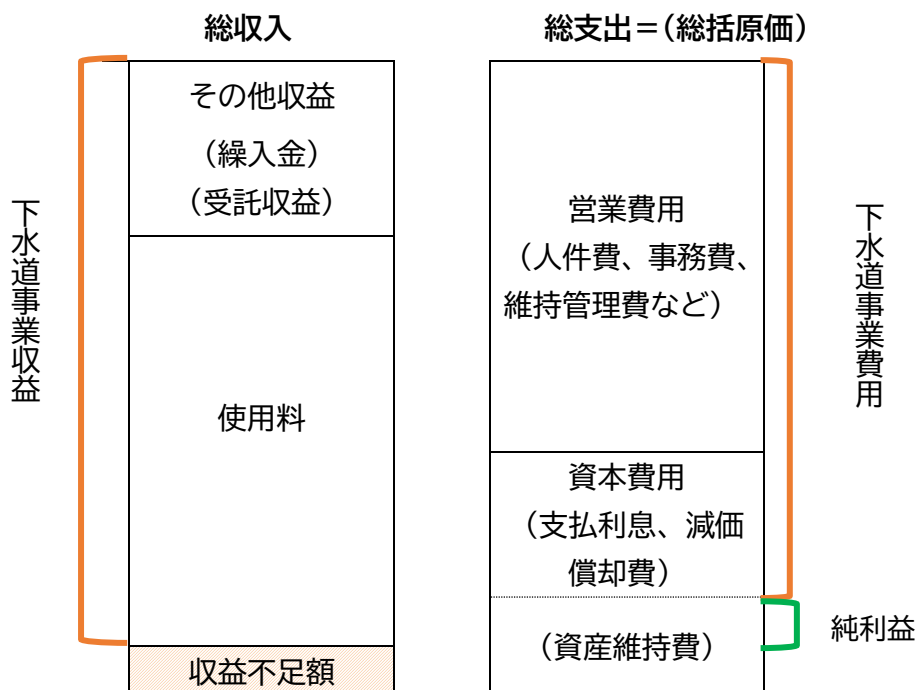 総収入
総支出＝(総括原価)
下水道事業収益
その他収益
（繰入金）
（受託収益）
使用料
収益不足額
営業費用
（人件費、事務費、
維持管理費など）
資本費用
（支払利息、減価
償却費）
（資産維持費）
下水道事業費用
純利益